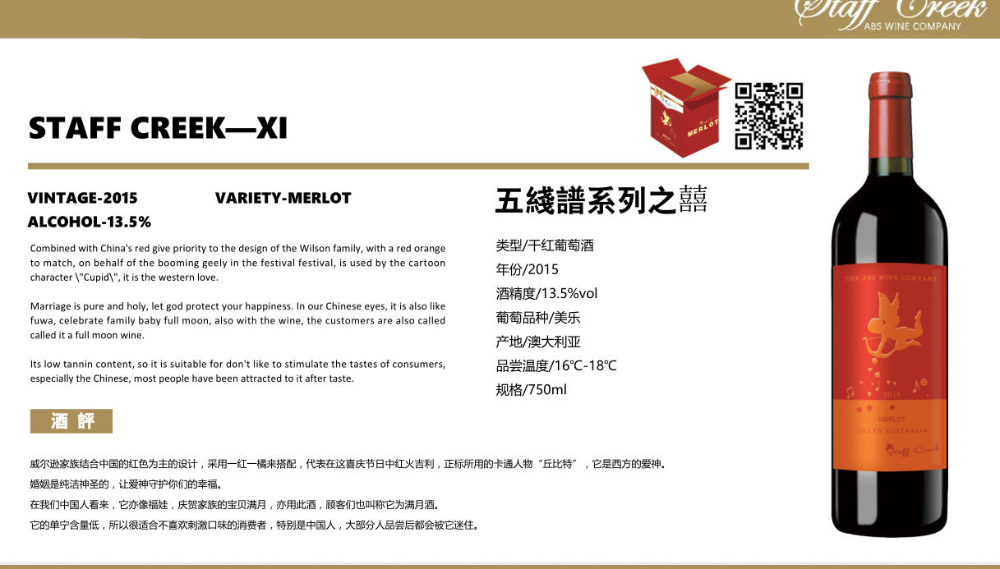 Staff Creek
ABS WINE COMPANY
STAFF CREEK—XI
MERLOT
VINTAGE-2015 VARIETY-MERLOT
ALCOHOL-13.5%
Combined with China's red give priority to the design of the Wilson family, with a red orange
to match, on behalf of the booming geely in the festival festival, is used by the cartoon
character \"Cupid\", it is the western love.
Marriage is pure and holy, let god protect your happiness. In our Chinese eyes, it is also like
fuwa, celebrate family baby full moon, also with the wine, the customers are also called
called it a full moon wine.
Its low tannin content, so it is suitable for don't like to stimulate the tastes of consumers,
especially the Chinese, most people have been attracted to it after taste.
五綫譜系列之囍
类型/干红葡萄酒
年份/2015
酒精度/13.5%vol
葡萄品种/美乐
产地/澳大利亚
品尝温度/16℃-18℃
规格/750ml
THE ABS WINE COMPANY
2015
MERLOT
SOUTH AUSTRALIA
Staff Creek
酒評
威尔逊家族结合中国的红色为主的设计，采用一红一橘来搭配，代表在这喜庆节日中红火吉利，正标所用的卡通人物“丘比特”，它是西方的爱神。
婚姻是纯洁神圣的，让爱神守护你们的幸福。
在我们中国人看来，它亦像福娃，庆贺家族的宝贝满月，亦用此酒，顾客们也叫称它为满月酒。
它的单宁含量低，所以很适合不喜欢刺激口味的消费者，特别是中国人，大部分人品尝后都会被它迷住。